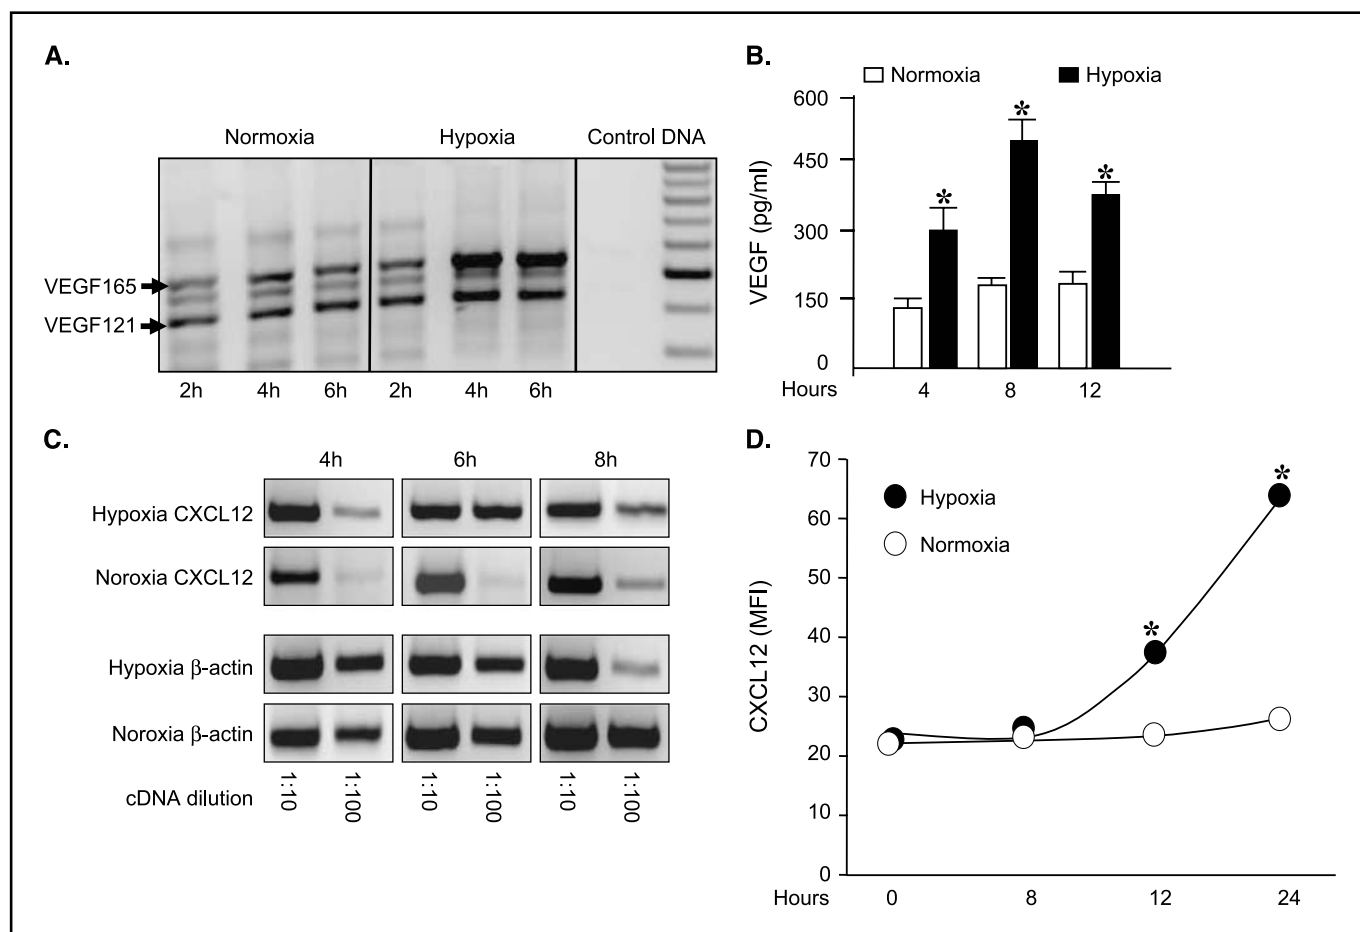 A.
Normoxia Hypoxia Control DNA
VEGF165
VEGF121
2h 4h 6h 2h 4h 6h
B.
Normoxia Hypoxia
VEGF (pg/ml)
600
450
300
150
0
Hours 4 8 12
* * *
C.
4h 6h 8h
Hypoxia CXCL12
Noroxia CXCL12
Hypoxia β-actin
Noroxia β-actin
cDNA dilution 1:10 1:100 1:10 1:100 1:10 1:100
D.
Hypoxia
Normoxia
CXCL12 (MFI)
70
60
50
40
30
20
10
0
Hours 0 8 12 24
* *